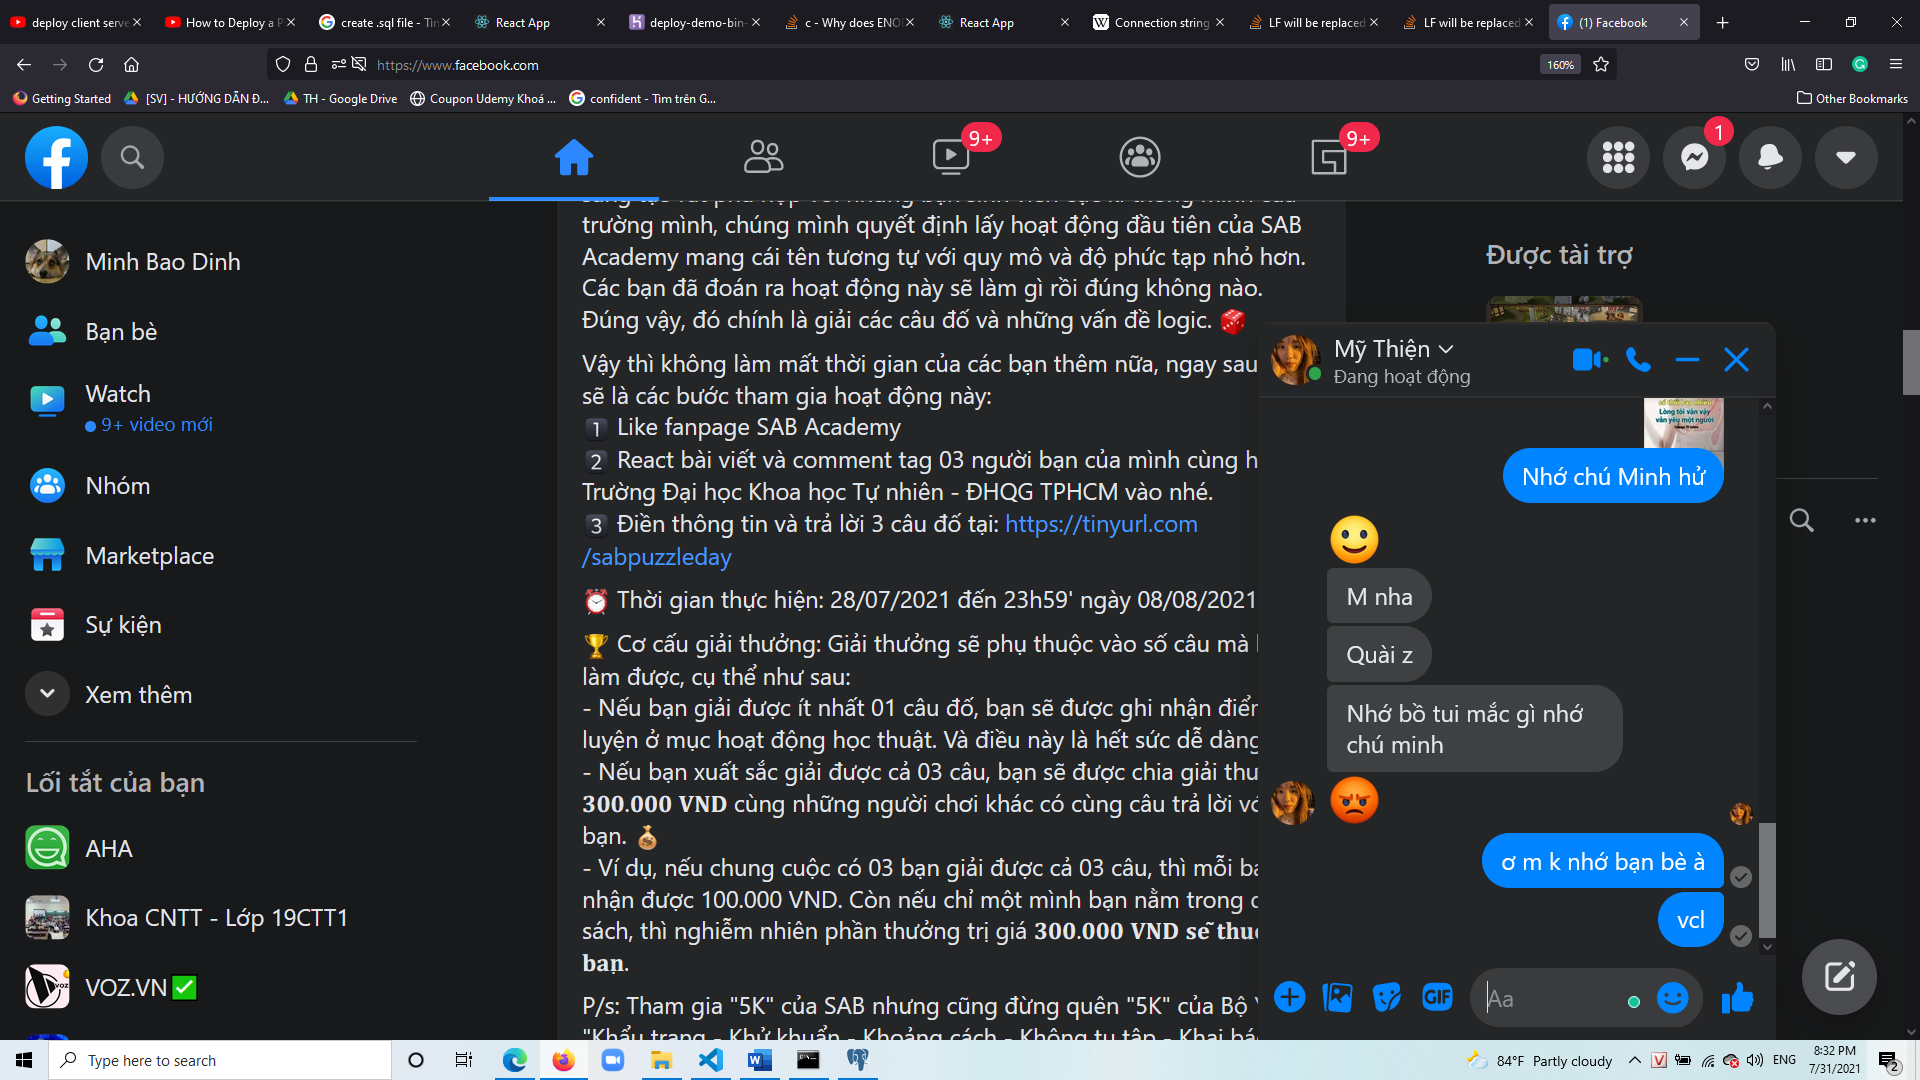 deploy client serve
How to Deploy a P
create .sql file - Tìm
React App
deploy-demo-bin-
c - Why does ENO
React App
Connection string
LF will be replaced
LF will be replaced
(1) Facebook
https://www.facebook.com
160%
Getting Started
[SV] - HƯỚNG DẪN Đ...
TH - Google Drive
Coupon Udemy Khoá ...
confident - Tìm trên G...
Other Bookmarks
9+
9+
1
Minh Bao Dinh
Bạn bè
Watch
9+ video mới
Nhóm
Marketplace
Sự kiện
Xem thêm
Lối tắt của bạn
AHA
Khoa CNTT - Lớp 19CTT1
VOZ.VN✅
trường mình, chúng mình quyết định lấy hoạt động đầu tiên của SAB
Academy mang cái tên tương tự với quy mô và độ phức tạp nhỏ hơn.
Các bạn đã đoán ra hoạt động này sẽ làm gì rồi đúng không nào.
Đúng vậy, đó chính là giải các câu đố và những vấn đề logic. 🎲
Vậy thì không làm mất thời gian của các bạn thêm nữa, ngay sau
sẽ là các bước tham gia hoạt động này:
1 Like fanpage SAB Academy
2 React bài viết và comment tag 03 người bạn của mình cùng h
Trường Đại học Khoa học Tự nhiên - ĐHQG TPHCM vào nhé.
3 Điền thông tin và trả lời 3 câu đố tại: https://tinyurl.com
/sabpuzzleday
⏰ Thời gian thực hiện: 28/07/2021 đến 23h59' ngày 08/08/2021
🏆 Cơ cấu giải thưởng: Giải thưởng sẽ phụ thuộc vào số câu mà
làm được, cụ thể như sau:
- Nếu bạn giải được ít nhất 01 câu đố, bạn sẽ được ghi nhận điểm
luyện ở mục hoạt động học thuật. Và điều này là hết sức dễ dàng
- Nếu bạn xuất sắc giải được cả 03 câu, bạn sẽ được chia giải thư
300.000 VND cùng những người chơi khác có cùng câu trả lời vớ
bạn. 💰
- Ví dụ, nếu chung cuộc có 03 bạn giải được cả 03 câu, thì mỗi bạ
nhận được 100.000 VND. Còn nếu chỉ một mình bạn nằm trong
sách, thì nghiễm nhiên phần thưởng trị giá 300.000 VND sẽ thuộ
bạn.
P/s: Tham gia "5K" của SAB nhưng cũng đừng quên "5K" của Bộ Y
"Khẩu trang - Khử khuẩn - Khoảng cách - Không tụ tập - Khai bá
Được tài trợ
Mỹ Thiện
Đang hoạt động
Lòng tôi vẫn vậy
vẫn yêu một người
Nhớ chú Minh hử
🙂
M nha
Quài z
Nhớ bồ tui mắc gì nhớ
chú minh
😡
ơ m k nhớ bạn bè à
vcl
GIF
Aa
Type here to search
84°F Partly cloudy
ENG
8:32 PM
7/31/2021
2